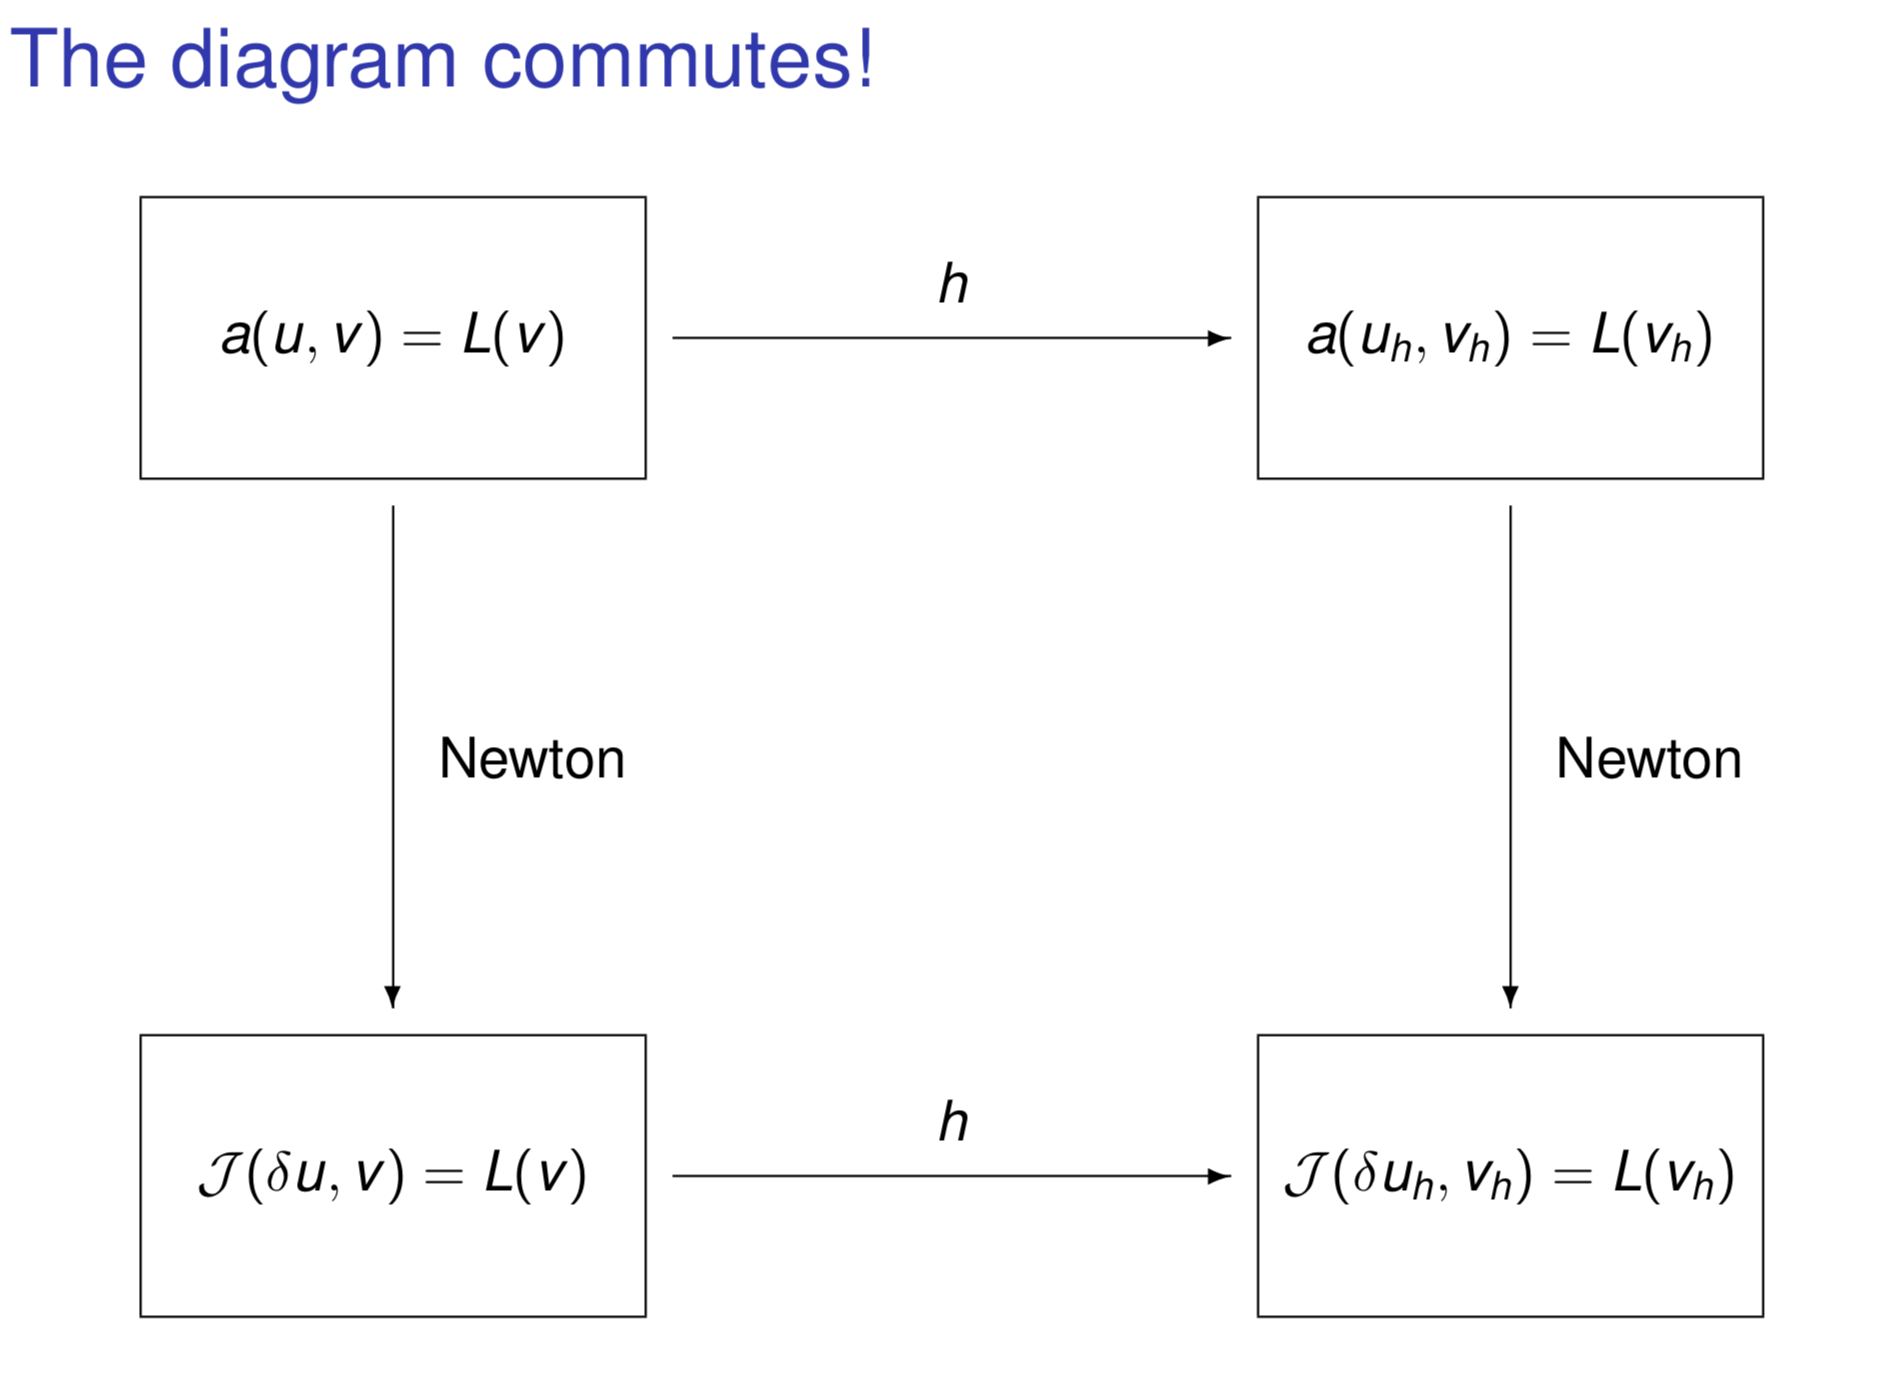 The diagram commutes!
h
a(u, v) = L(v)
a(u_h, v_h) = L(v_h)
Newton
Newton
h
𝒥(δu, v) = L(v)
𝒥(δu_h, v_h) = L(v_h)